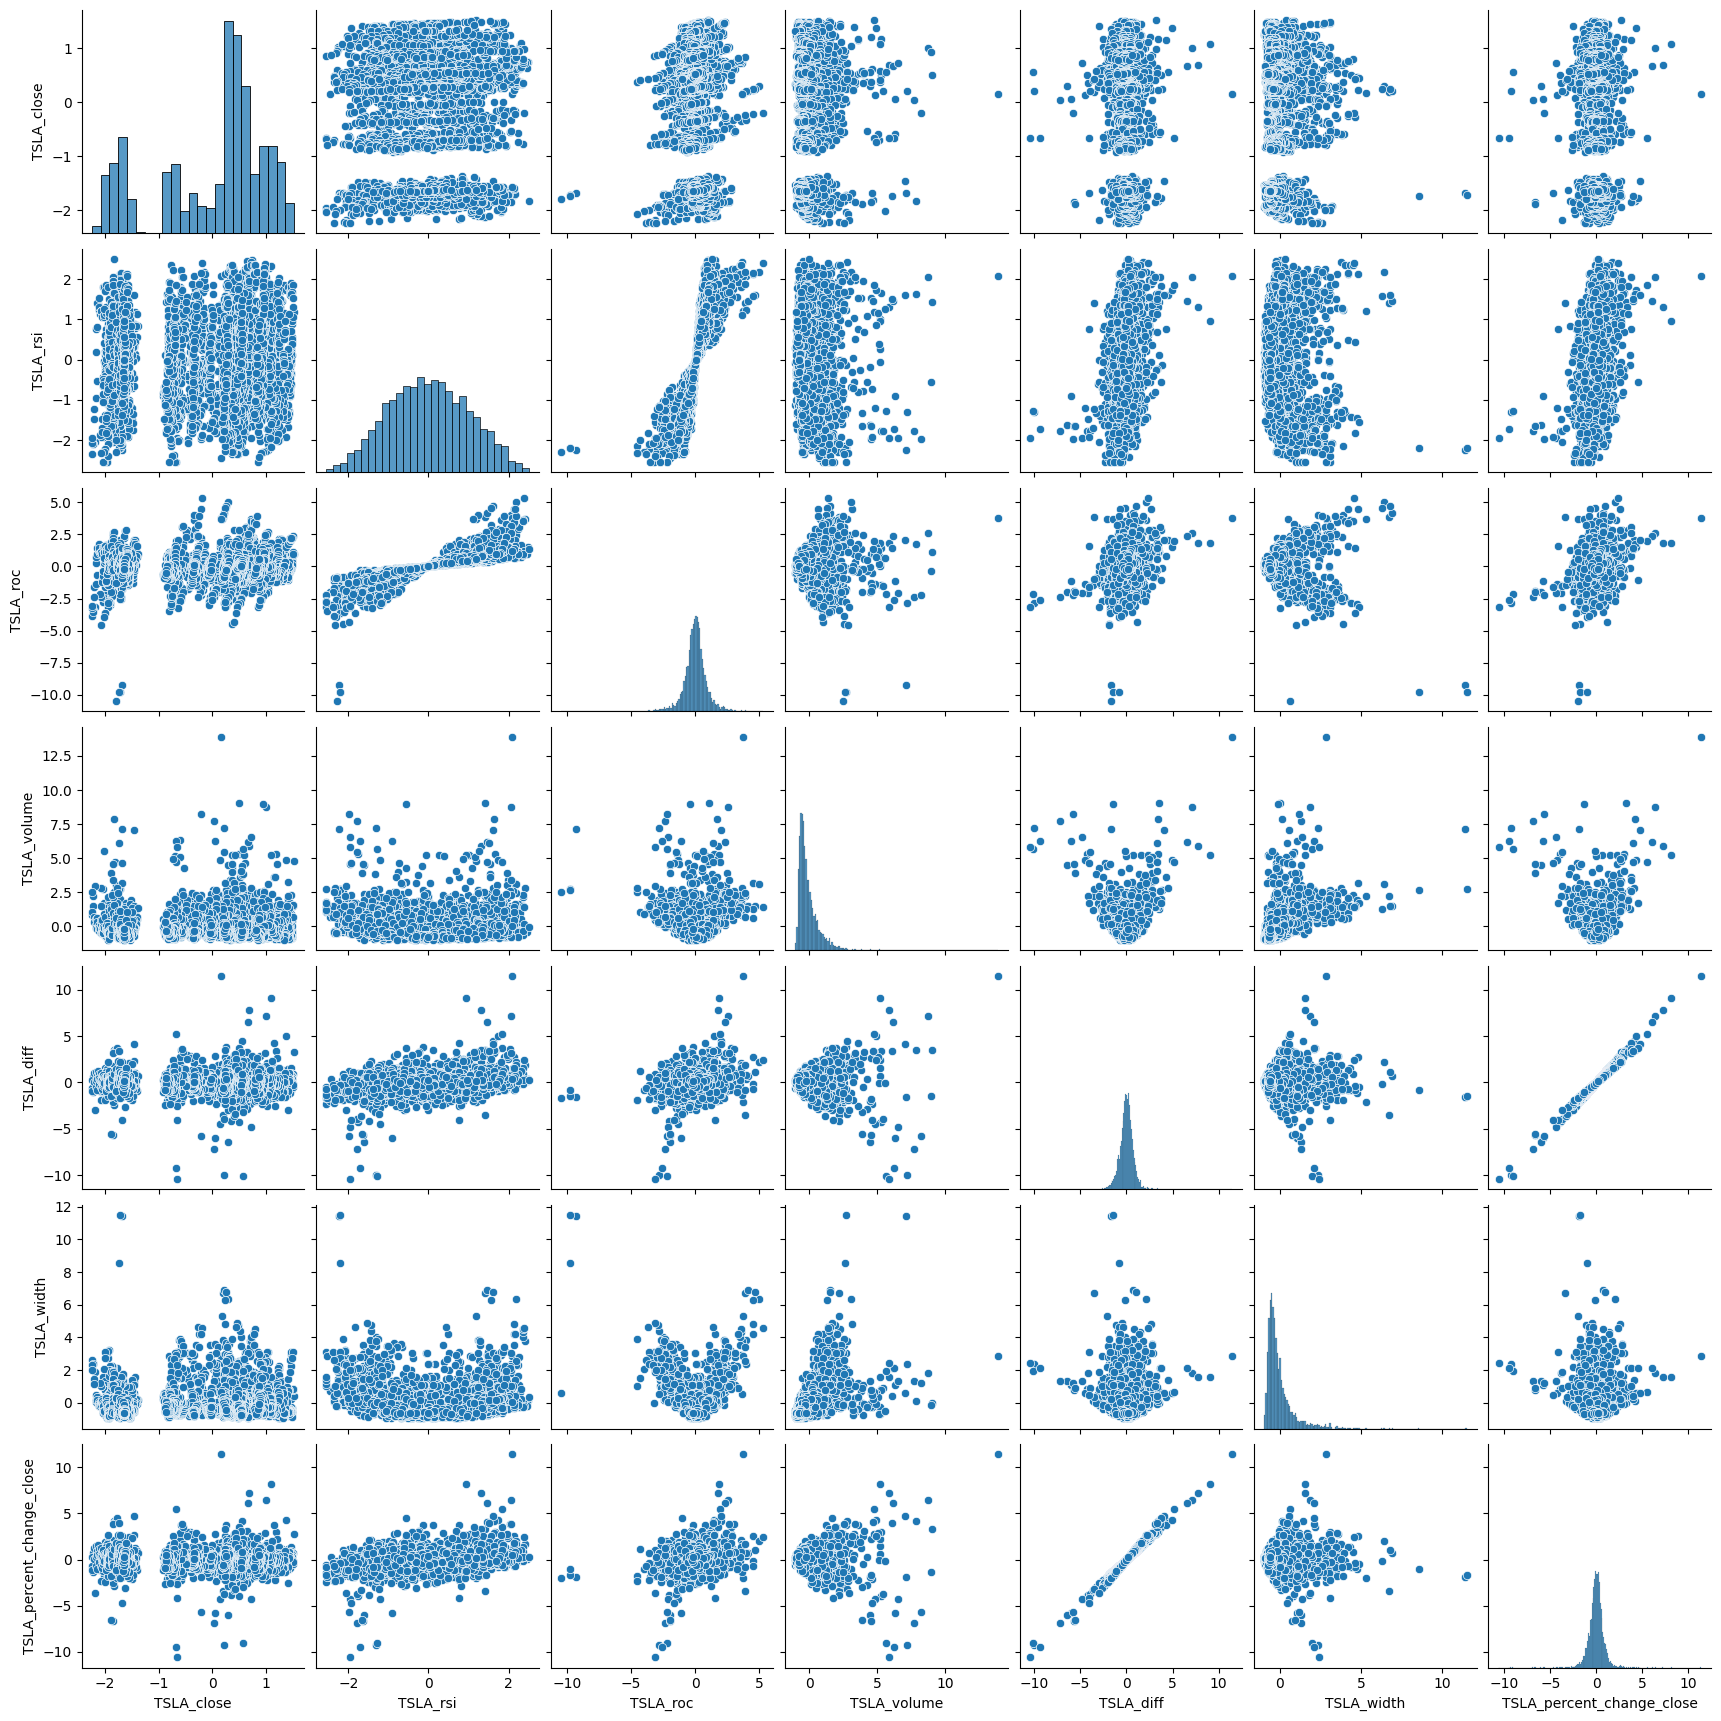 TSLA_close
1
0
−1
−2
TSLA_rsi
2
1
0
−1
−2
TSLA_roc
5.0
2.5
0.0
−2.5
−5.0
−7.5
−10.0
TSLA_volume
12.5
10.0
7.5
5.0
2.5
0.0
TSLA_diff
10
5
0
−5
−10
TSLA_width
12
10
8
6
4
2
0
TSLA_percent_change_close
10
5
0
−5
−10
−2 −1 0 1
TSLA_close
−2 0 2
TSLA_rsi
−10 −5 0 5
TSLA_roc
0 5 10
TSLA_volume
−10 −5 0 5 10
TSLA_diff
0 5 10
TSLA_width
−10 −5 0 5 10
TSLA_percent_change_close